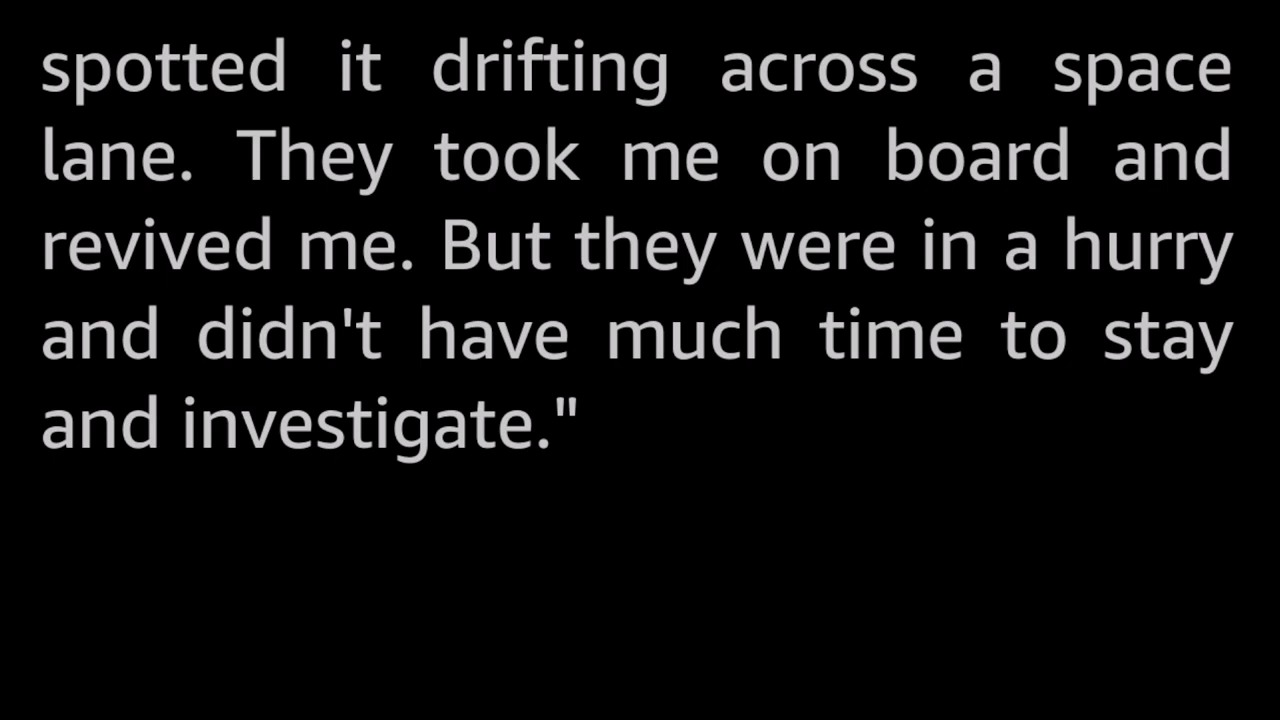 spotted it drifting across a space
lane. They took me on board and
revived me. But they were in a hurry
and didn't have much time to stay
and investigate."